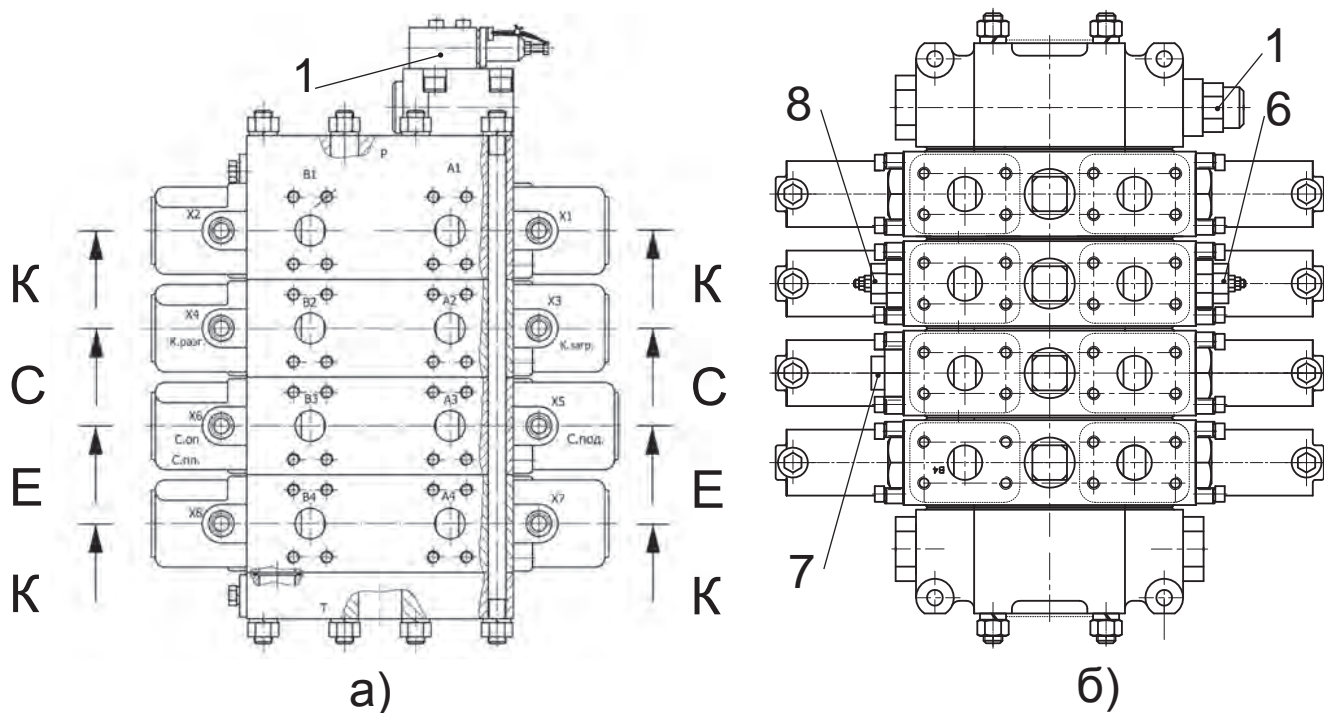 1
P
B1 A1
X2 X1
К К
B2 A2
X4 X3
К.разг. К.загр.
С С
B3 A3
X6 X5
С.оп. С.под.
С.пл.
Е Е
B4 A4
X8 X7
К К
T
а)
1
8 6
7
B4
б)